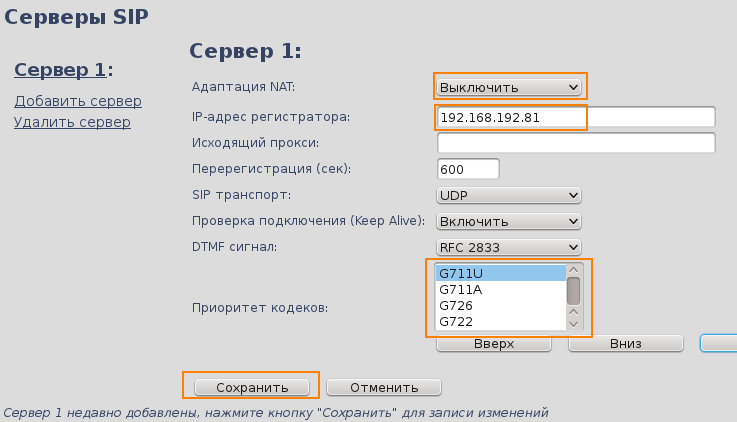 Серверы SIP
Сервер 1:
Добавить сервер
Удалить сервер
Сервер 1:
Адаптация NAT: Выключить
IP-адрес регистратора: 192.168.192.81
Исходящий прокси:
Перерегистрация (сек): 600
SIP транспорт: UDP
Проверка подключения (Keep Alive): Включить
DTMF сигнал: RFC 2833
Приоритет кодеков:
G711U
G711A
G726
G722
Вверх Вниз
Сохранить Отменить
Сервер 1 недавно добавлены, нажмите кнопку "Сохранить" для записи изменений